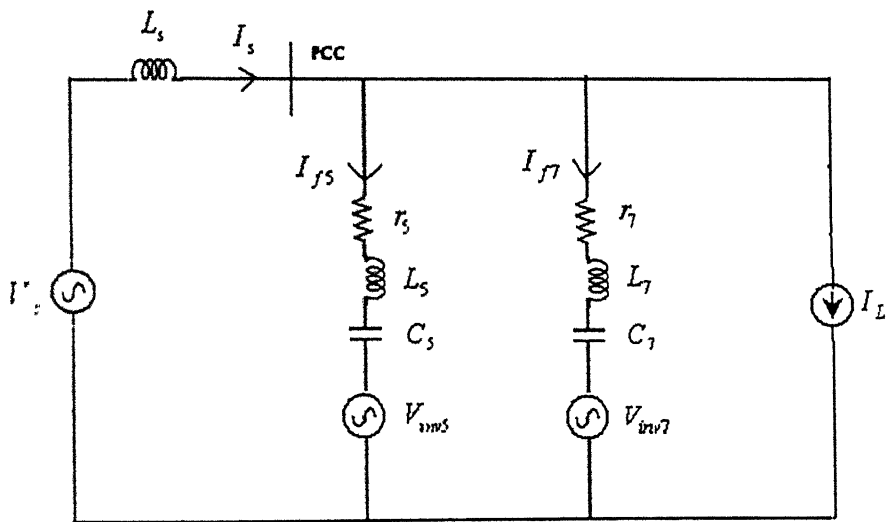 L_s
I_s
PCC
I_f5
I_f7
r_5
r_7
L_5
L_7
I_L
C_5
C_7
V_inv5
V_inv7